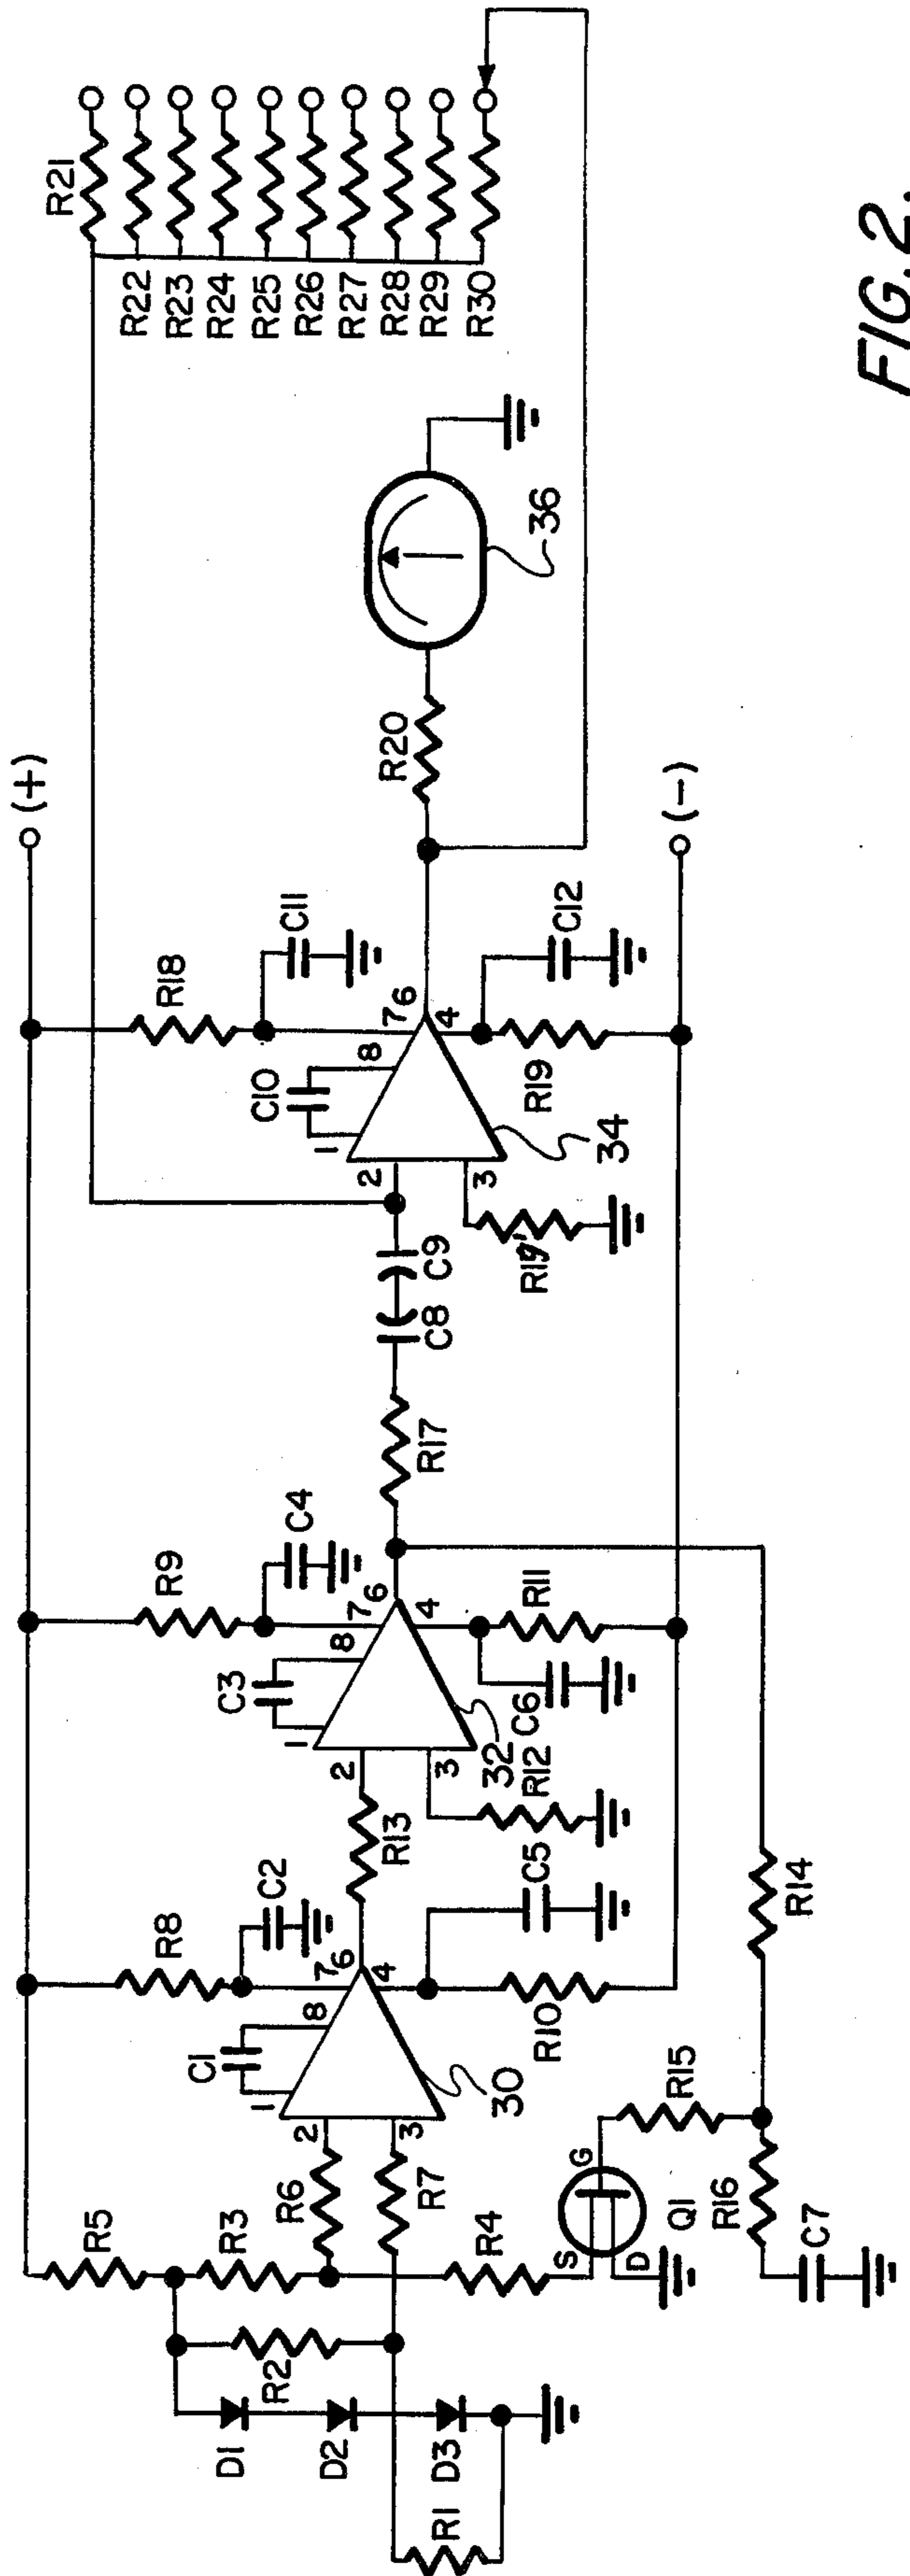 (+)
(-)
R5
R3
R2
D1
D2
D3
R1
R6
R7
R4
S
D
G
Q1
R15
R16
C7
R14
C1
1
8
2
3
7
6
4
30
R8
C2
C5
R10
R13
C3
1
8
2
3
7
6
4
32
R9
C4
R12
C6
R11
R17
C8
C9
C10
1
8
2
3
7
6
4
34
R18
C11
R19'
R19
C12
R20
36
R21
R22
R23
R24
R25
R26
R27
R28
R29
R30
FIG.2.